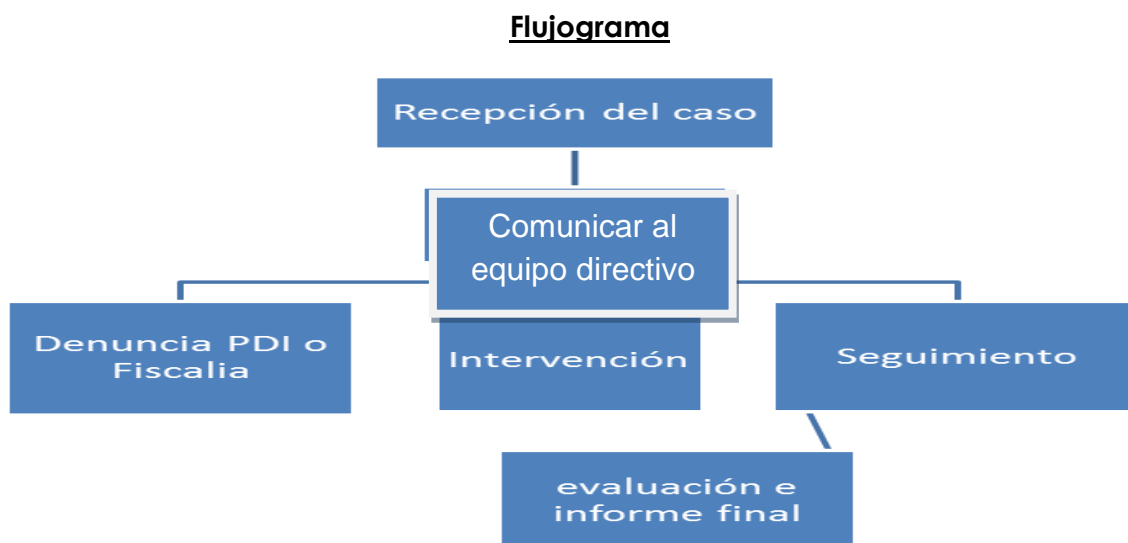 Flujograma
Recepción del caso
Comunicar al
equipo directivo
Denuncia PDI o
Fiscalia
Intervención
Seguimiento
evaluación e
informe final